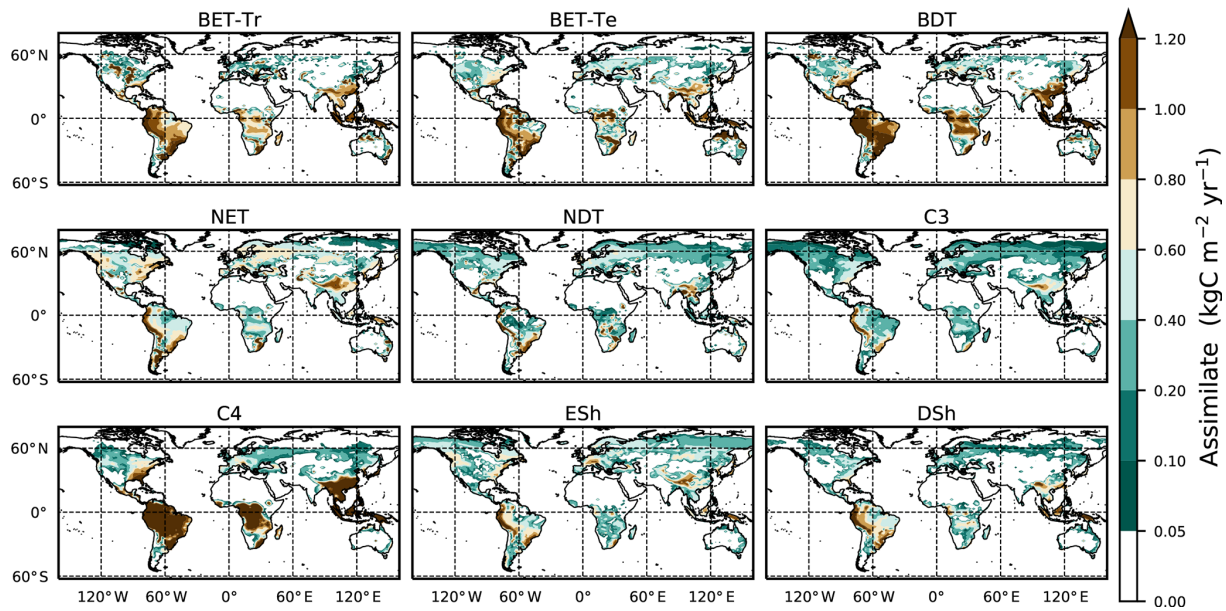 BET-Tr BET-Te BDT
60°N
0°
60°S
NET NDT C3
60°N
0°
60°S
C4 ESh DSh
60°N
0°
60°S
120°W 60°W 0° 60°E 120°E 120°W 60°W 0° 60°E 120°E 120°W 60°W 0° 60°E 120°E
1.20
1.00
0.80
0.60
0.40
0.20
0.10
0.05
0.00
Assimilate (kgC m⁻² yr⁻¹)